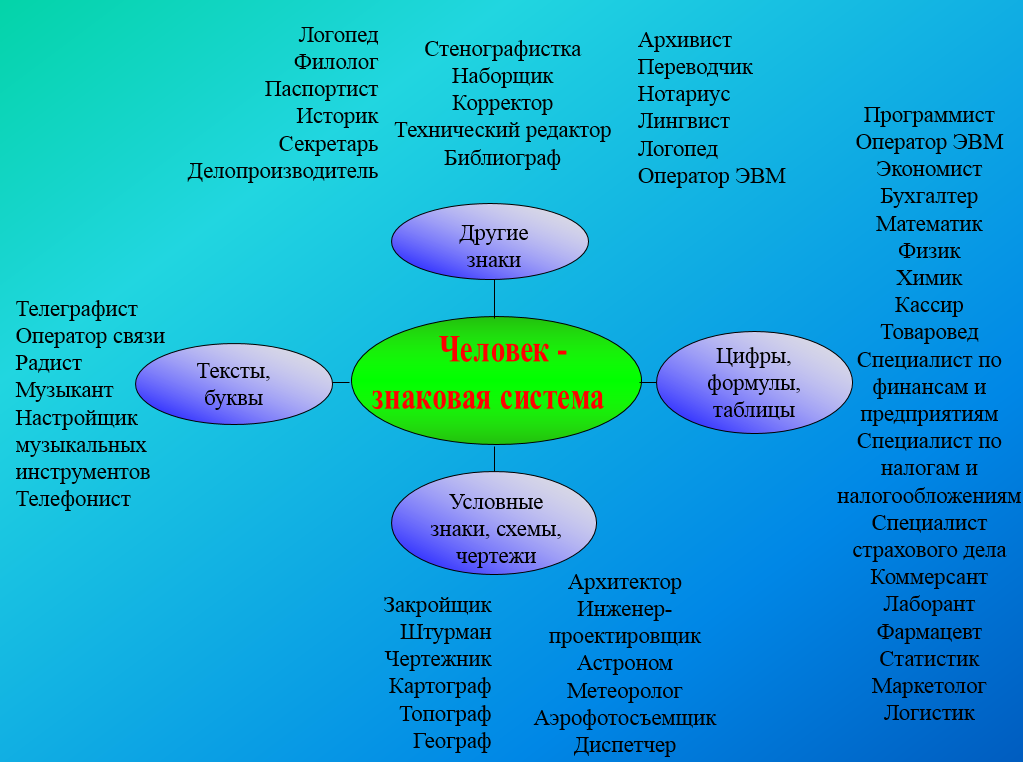 Логопед
Филолог
Паспортист
Историк
Секретарь
Делопроизводитель
Стенографистка
Наборщик
Корректор
Технический редактор
Библиограф
Архивист
Переводчик
Нотариус
Лингвист
Логопед
Оператор ЭВМ
Программист
Оператор ЭВМ
Экономист
Бухгалтер
Математик
Физик
Химик
Кассир
Товаровед
Специалист по
финансам и
предприятиям
Специалист по
налогам и
налогообложениям
Специалист
страхового дела
Коммерсант
Лаборант
Фармацевт
Статистик
Маркетолог
Логистик
Другие
знаки
Телеграфист
Оператор связи
Радист
Музыкант
Настройщик
музыкальных
инструментов
Телефонист
Тексты,
буквы
Человек -
знаковая система
Цифры,
формулы,
таблицы
Условные
знаки, схемы,
чертежи
Закройщик
Штурман
Чертежник
Картограф
Топограф
Географ
Архитектор
Инженер-
проектировщик
Астроном
Метеоролог
Аэрофотосъемщик
Диспетчер